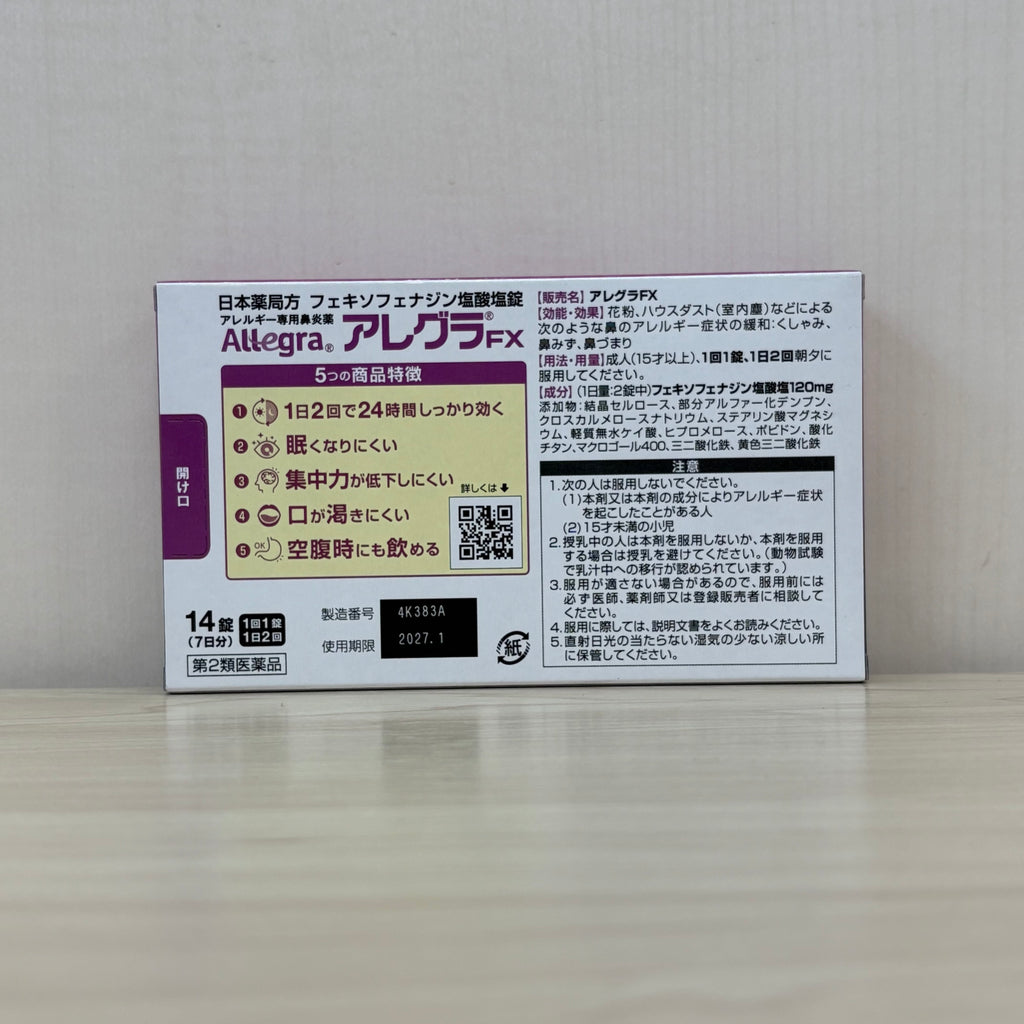 日本薬局方 フェキソフェナジン塩酸塩錠
アレルギー専用鼻炎薬
Allegra® アレグラ®FX
5つの商品特徴
1 1日2回で24時間しっかり効く
2 眠くなりにくい
3 集中力が低下しにくい
4 口が渇きにくい
5 OK 空腹時にも飲める
詳しくは
開け口
14錠
(7日分)
1回1錠
1日2回
第2類医薬品
製造番号 4K383A
使用期限 2027.1
紙
【販売名】アレグラFX
【効能・効果】花粉、ハウスダスト(室内塵)などによる
次のような鼻のアレルギー症状の緩和:くしゃみ、
鼻みず、鼻づまり
【用法・用量】成人(15才以上)、1回1錠、1日2回朝夕に
服用してください。
【成分】(1日量:2錠中)フェキソフェナジン塩酸塩120mg
添加物:結晶セルロース、部分アルファー化デンプン、
クロスカルメロースナトリウム、ステアリン酸マグネシ
ウム、軽質無水ケイ酸、ヒプロメロース、ポビドン、酸化
チタン、マクロゴール400、三二酸化鉄、黄色三二酸化鉄
注意
1.次の人は服用しないでください。
(1)本剤又は本剤の成分によりアレルギー症状
を起こしたことがある人
(2)15才未満の小児
2.授乳中の人は本剤を服用しないか、本剤を服用
する場合は授乳を避けてください。(動物試験
で乳汁中への移行が認められています。)
3.服用が適さない場合があるので、服用前には
必ず医師、薬剤師又は登録販売者に相談して
ください。
4.服用に際しては、説明文書をよくお読みください。
5.直射日光の当たらない湿気の少ない涼しい所
に保管してください。